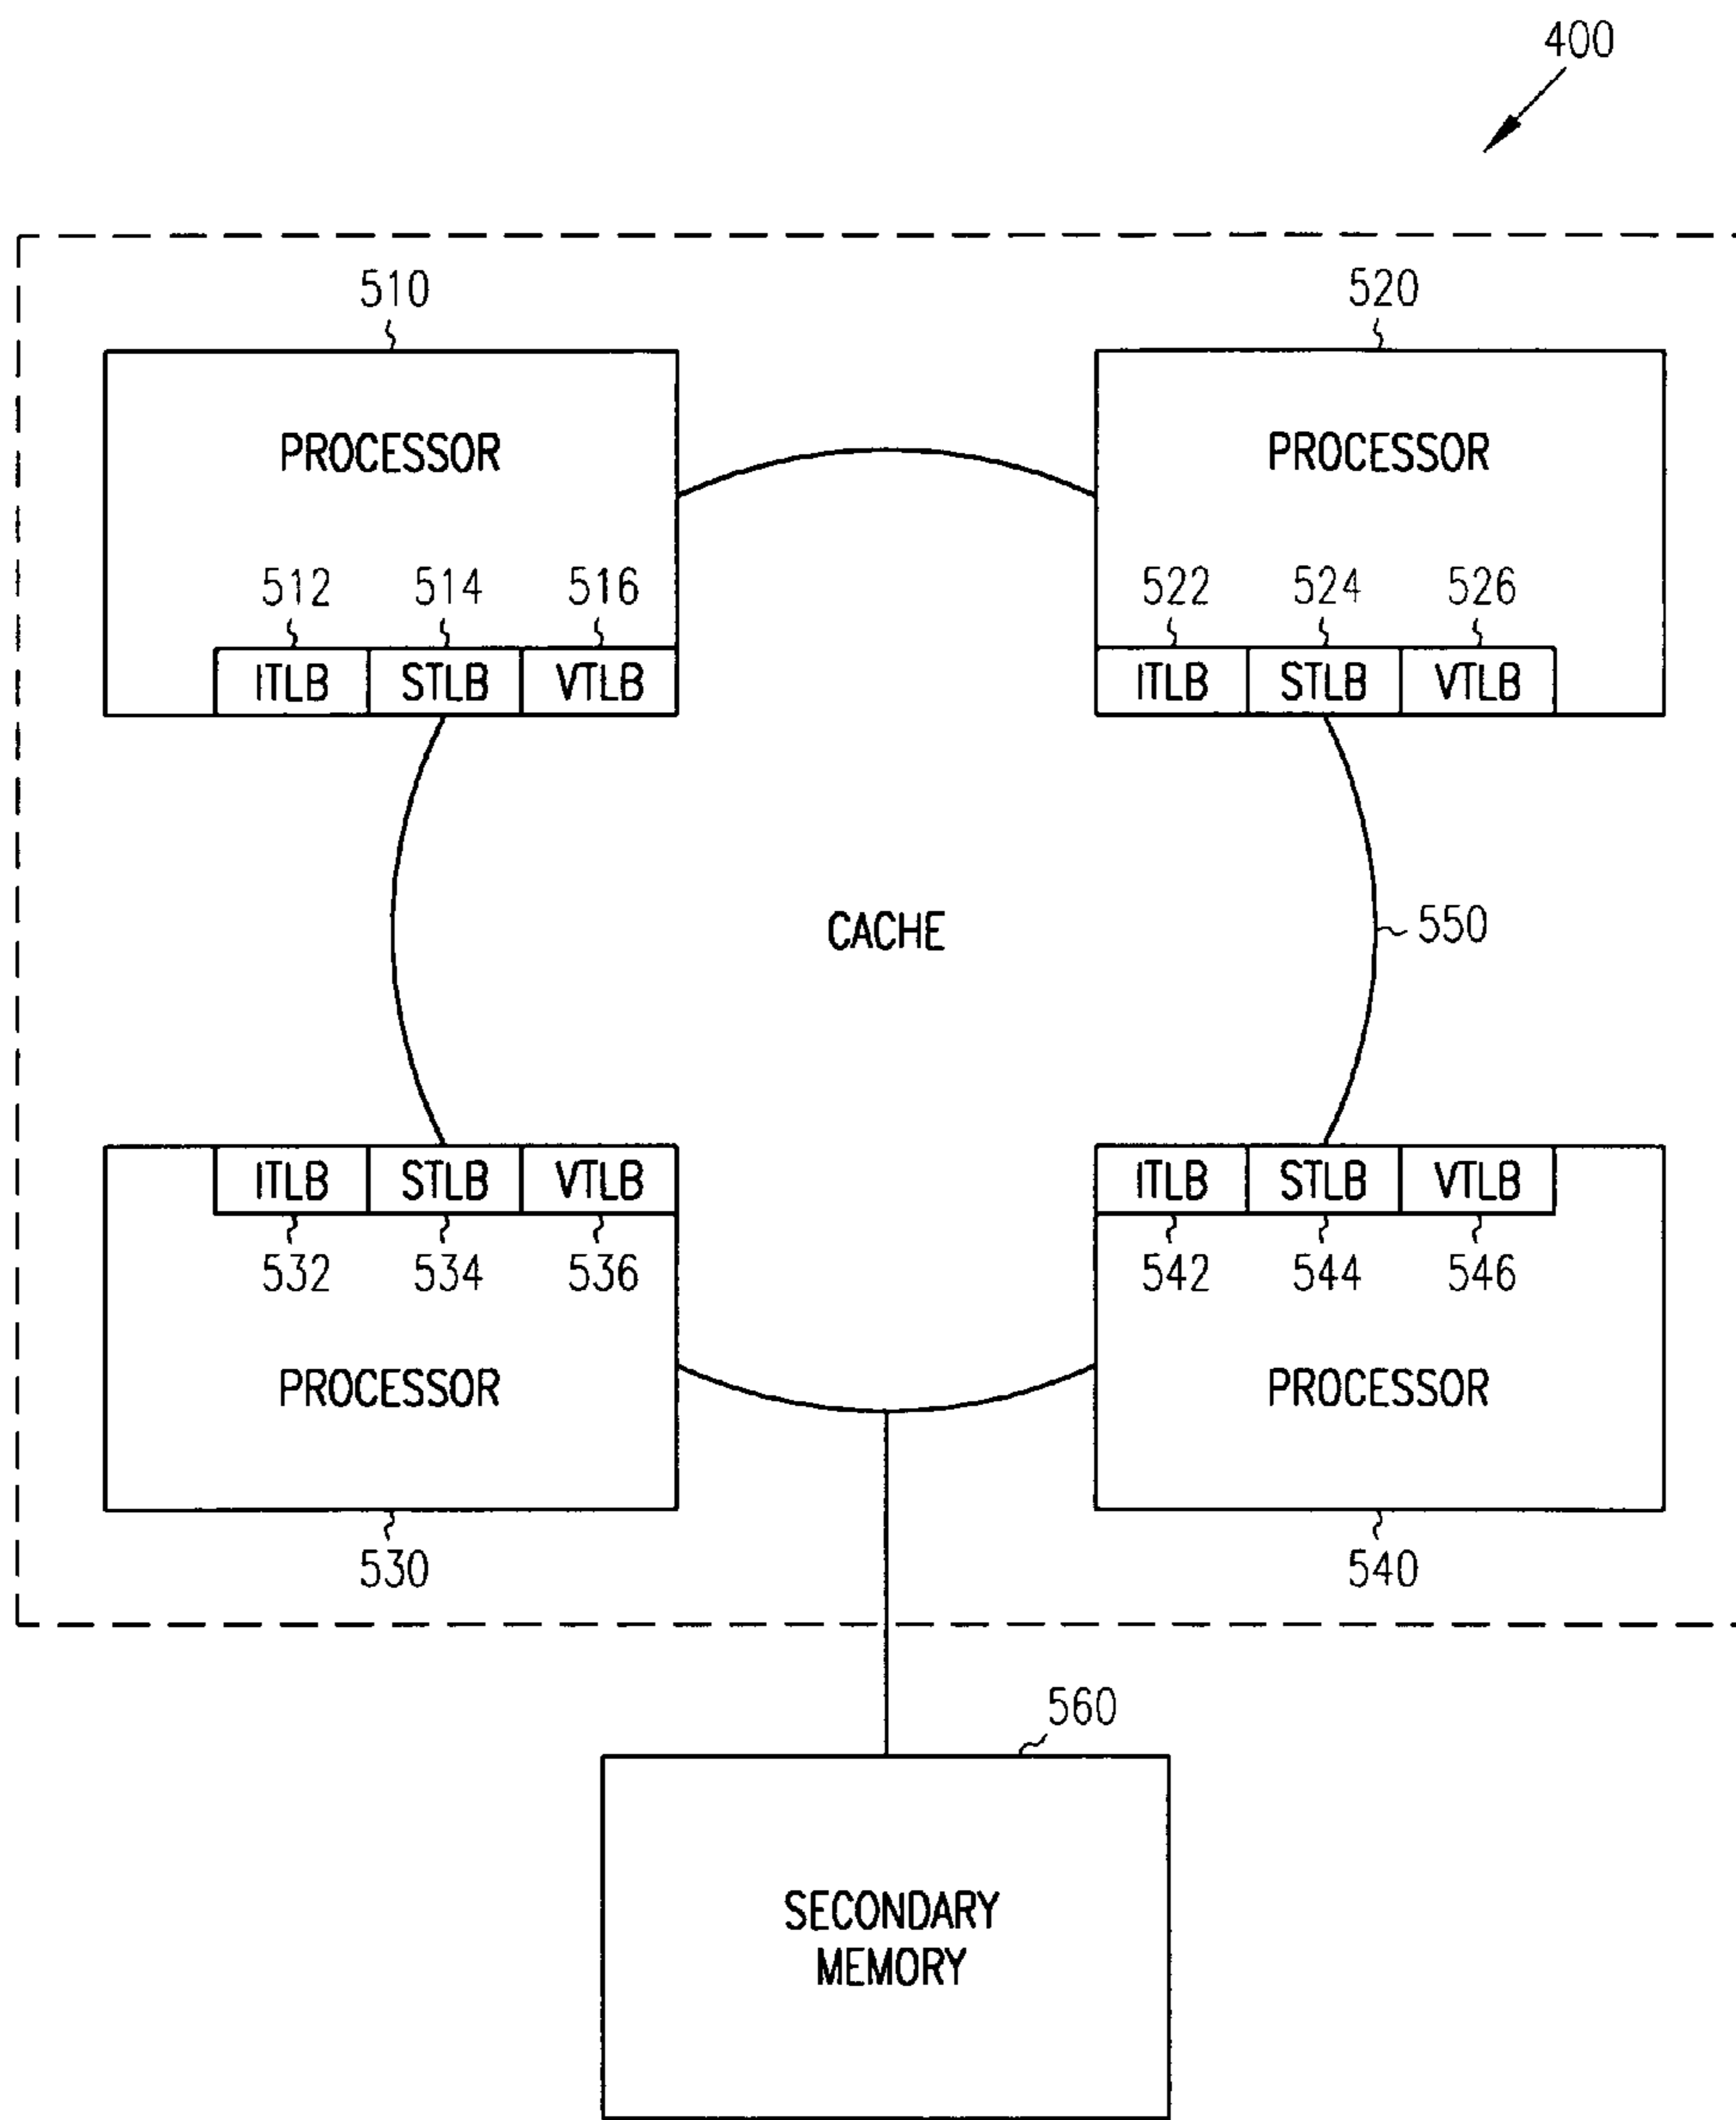 400
510
520
PROCESSOR
PROCESSOR
512 514 516
522 524 526
ITLB STLB VTLB
ITLB STLB VTLB
CACHE
550
ITLB STLB VTLB
ITLB STLB VTLB
532 534 536
542 544 546
PROCESSOR
PROCESSOR
530
540
560
SECONDARY
MEMORY